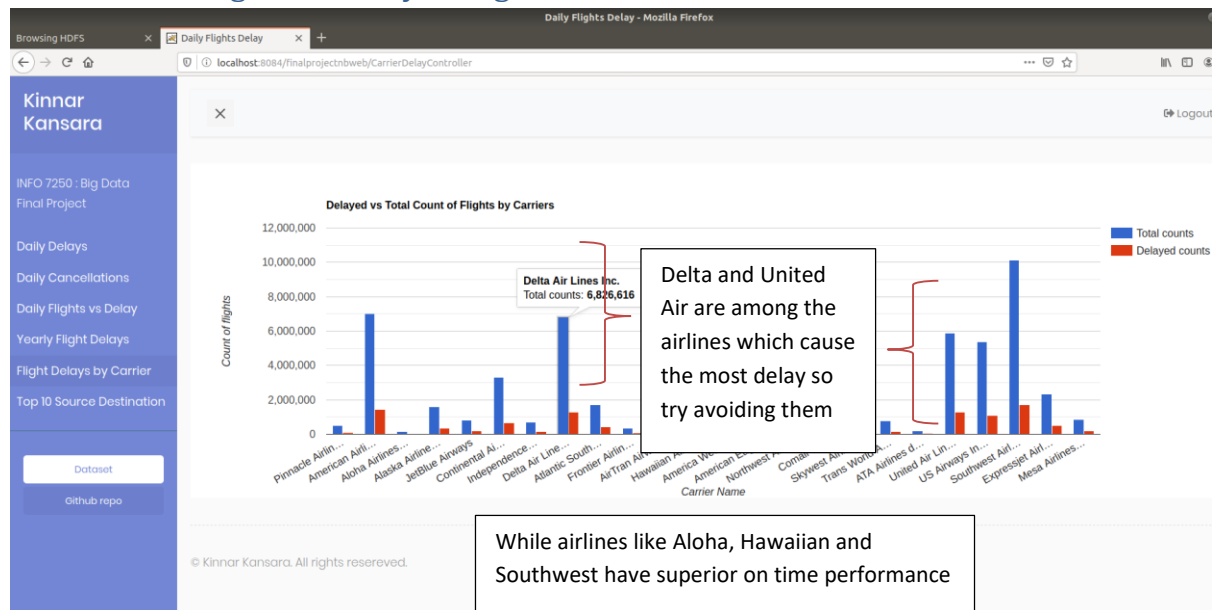 Daily Flights Delay - Mozilla Firefox
Browsing HDFS
Daily Flights Delay
localhost:8084/finalprojectnbweb/CarrierDelayController
Kinnar
Kansara
Logout
INFO 7250 : Big Data
Final Project
Daily Delays
Daily Cancellations
Daily Flights vs Delay
Yearly Flight Delays
Flight Delays by Carrier
Top 10 Source Destination
Dataset
Github repo
Delayed vs Total Count of Flights by Carriers
12,000,000
10,000,000
8,000,000
6,000,000
4,000,000
2,000,000
0
Count of flights
Delta Air Lines Inc.
Total counts: 6,826,616
Total counts
Delayed counts
Delta and United
Air are among the
airlines which cause
the most delay so
try avoiding them
Pinnacle Airlin…
American Airli…
Aloha Airlines…
Alaska Airline…
JetBlue Airways
Continental Ai…
Independence…
Delta Air Line…
Atlantic South…
Frontier Airlin…
AirTran Air
Hawaiian
America We
American E
Northwest A
Comair
Skywest Air
Trans World A…
ATA Airlines d…
United Air Lin…
US Airways In…
Southwest Airl…
Expressjet Airl…
Mesa Airlines…
Carrier Name
While airlines like Aloha, Hawaiian and
Southwest have superior on time performance
© Kinnar Kansara. All rights resereved.